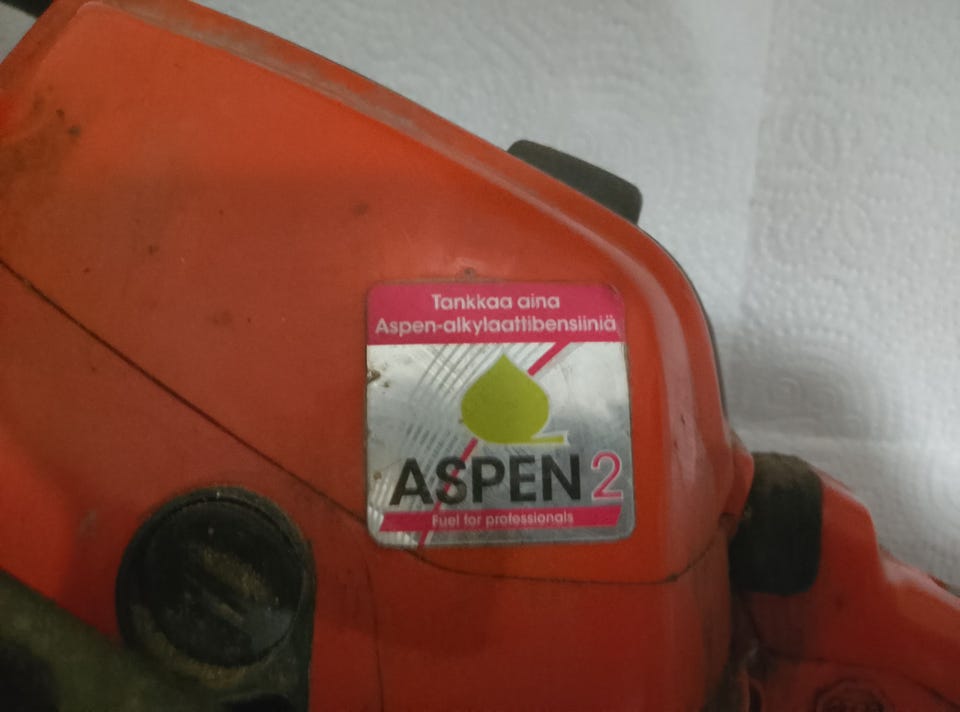 Tankkaa aina
Aspen-alkylaattibensiiniä
ASPEN 2
Fuel for professionals